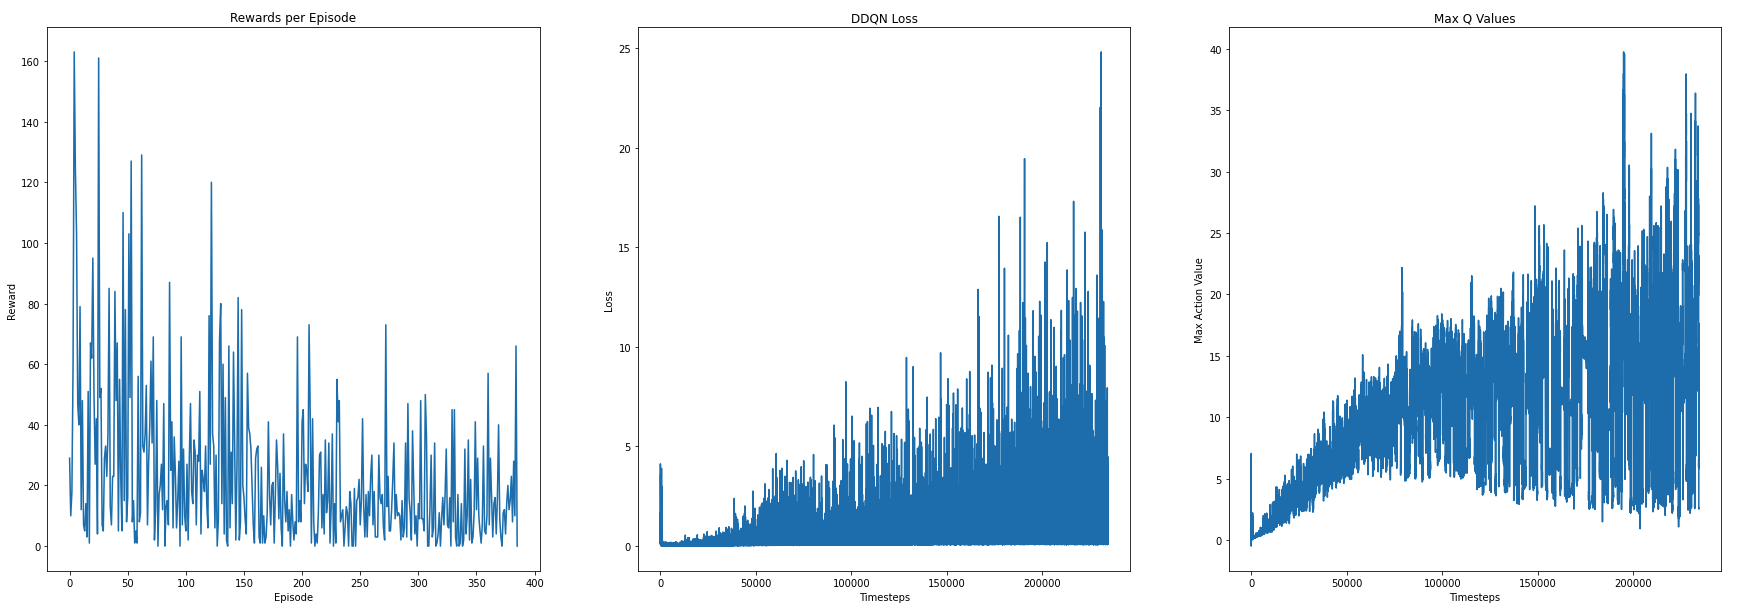 Rewards per Episode
Reward
160
140
120
100
80
60
40
20
0
0 50 100 150 200 250 300 350 400
Episode
DDQN Loss
Loss
25
20
15
10
5
0
0 50000 100000 150000 200000
Timesteps
Max Q Values
Max Action Value
40
35
30
25
20
15
10
5
0
0 50000 100000 150000 200000
Timesteps